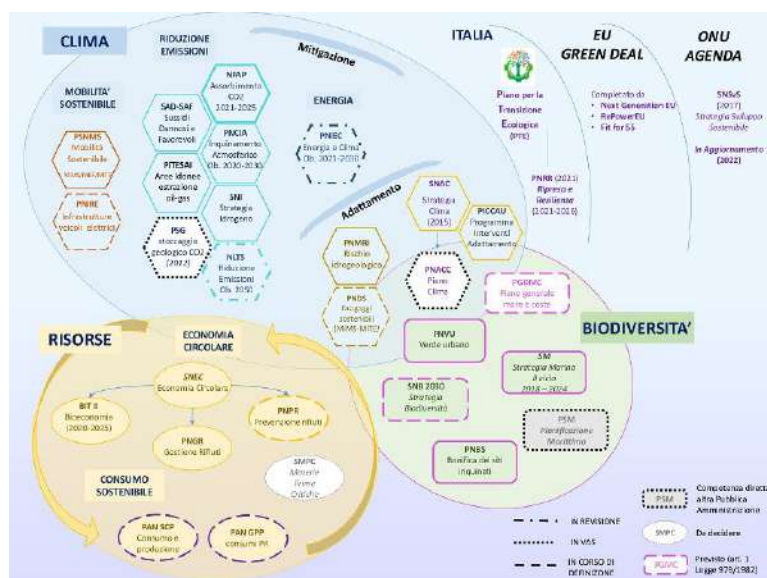 CLIMA
RIDUZIONE
EMISSIONI
Mitigazione
ITALIA
EU
GREEN DEAL
ONU
AGENDA
MOBILITA'
SOSTENIBILE
PSNMS
Mobilità
Sostenibile
PNIRE
Infrastrutture
veicoli elettrici
SAD-SAF
Sussidi
Dannosi e
Favorevoli
PITESAI
Aree Idonee
estrazione
oil-gas
PSG
stoccaggio
geologico CO2
(2012)
NFAP
Assorbimento
CO2
2021-2025
PNCIA
Inquinamento
Atmosferico
Ob. 2020-2030
SNI
Strategia
Idrogeno
NLTS
Riduzione
Emissioni
Ob. 2050
ENERGIA
PNIEC
Energia e Clima
Ob. 2021-2030
Adattamento
Piano per la
Transizione
Ecologica
(PTE)
PNRR (2021)
Ripresa e
Resilienza
(2021-2026)
Completato da
• Next Generation EU
• RePowerEU
• Fit for 55
SNSvS
(2017)
Strategia Sviluppo
Sostenibile
In Aggiornamento
(2022)
SNAC
Strategia
Clima
(2015)
PICCAU
Programma
Interventi
Adattamento
PNMRI
Rischio
idrogeologico
PNDS
Dragaggi
sostenibili
(MIMS-MITE)
PNACC
Piano
Clima
Piano generale
mare e coste
PNVU
Verde urbano
BIODIVERSITA'
SM
Strategia Marina
II ciclo
2018 – 2024
SNB 2030
Strategia
Biodiversità
PSM
Pianificazione
Marittimo
PNBS
Bonifica dei siti
inquinati
RISORSE
ECONOMIA
CIRCOLARE
SNEC
Economia Circolare
BIT II
Bioeconomia
(2020-2025)
PNGR
Gestione Rifiuti
PNPR
Prevenzione rifiuti
SMPC
Materie
Prime
Critiche
CONSUMO
SOSTENIBILE
PAN SCP
Consumo e
produzione
PAN GPP
consumi PA
IN REVISIONE
IN VAS
IN CORSO DI
DEFINIZONE
PSM
Competenza diretta
altra Pubblica
Amministrazione
SMPC
Da decidere
Previsto (art. 1
Legge 979/1982)